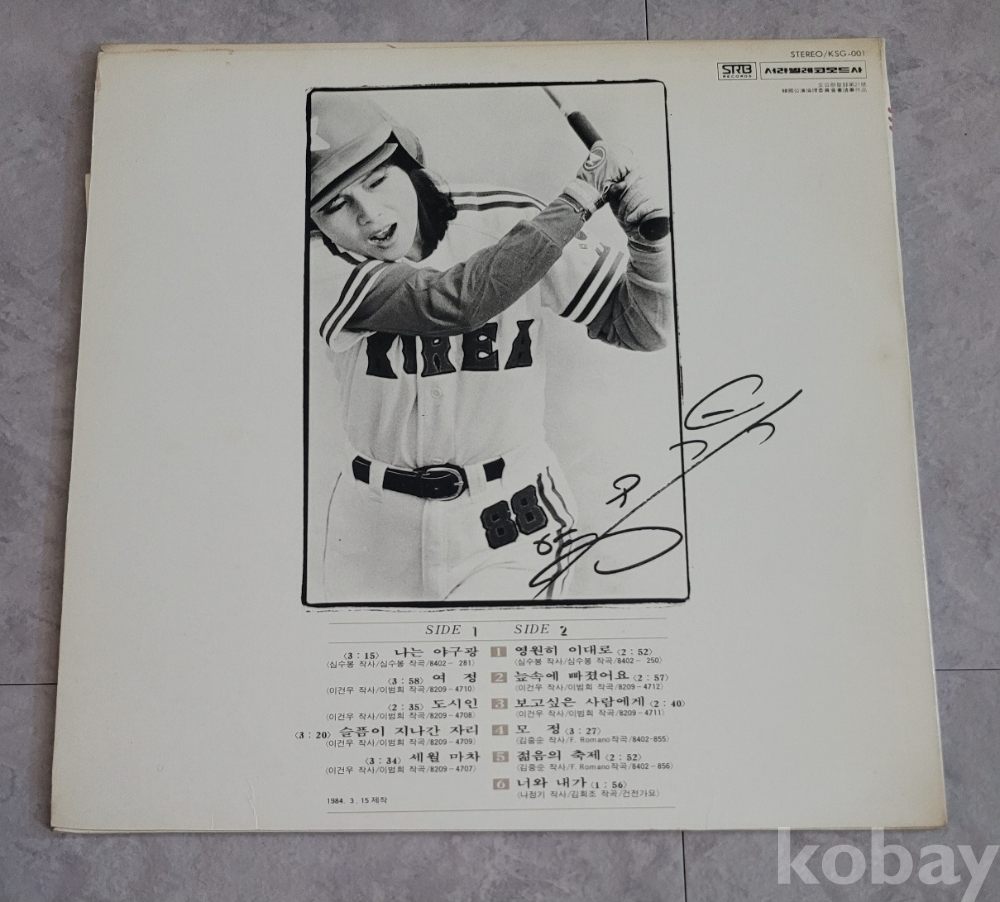 STEREO/KSG-001
SRB
RECORDS
서라벌레코오드사
KOREA
88
SIDE 1 SIDE 2
(3:15) 나는 야구광 1 영원히 이대로 (2:52)
(심수봉 작사/심수봉 작곡/8402-281) (심수봉 작사/심수봉 작곡/8402-250)
(3:58) 여 정 2 늪속에 빠졌어요 (2:57)
(이건우 작사/이범희 작곡/8209-4710) (이건우 작사/이범희 작곡/8209-4712)
(2:35) 도시인 3 보고싶은 사람에게 (2:40)
(이건우 작사/이범희 작곡/8209-4708) (이건우 작사/이범희 작곡/8209-4711)
(3:20) 슬픔이 지나간 자리 4 모 정 (3:27)
(이건우 작사/이범희 작곡/8209-4709) (김중순 작사/F. Romano 작곡/8402-855)
(3:34) 세월 마차 5 젊음의 축제 (2:52)
(이건우 작사/이범희 작곡/8209-4707) (김중순 작사/F. Romano 작곡/8402-856)
6 너와 내가 (1:56)
(나정기 작사/김희조 작곡/건전가요)
1984. 3. 15 제작
kobay